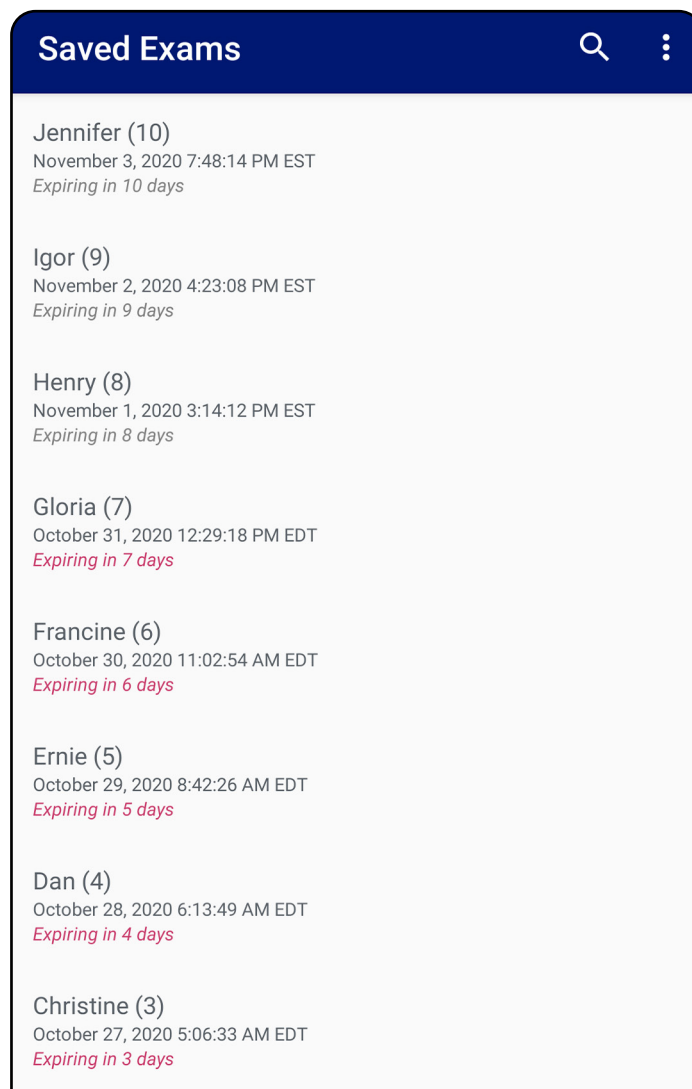 Saved Exams
Jennifer (10)
November 3, 2020 7:48:14 PM EST
Expiring in 10 days
Igor (9)
November 2, 2020 4:23:08 PM EST
Expiring in 9 days
Henry (8)
November 1, 2020 3:14:12 PM EST
Expiring in 8 days
Gloria (7)
October 31, 2020 12:29:18 PM EDT
Expiring in 7 days
Francine (6)
October 30, 2020 11:02:54 AM EDT
Expiring in 6 days
Ernie (5)
October 29, 2020 8:42:26 AM EDT
Expiring in 5 days
Dan (4)
October 28, 2020 6:13:49 AM EDT
Expiring in 4 days
Christine (3)
October 27, 2020 5:06:33 AM EDT
Expiring in 3 days